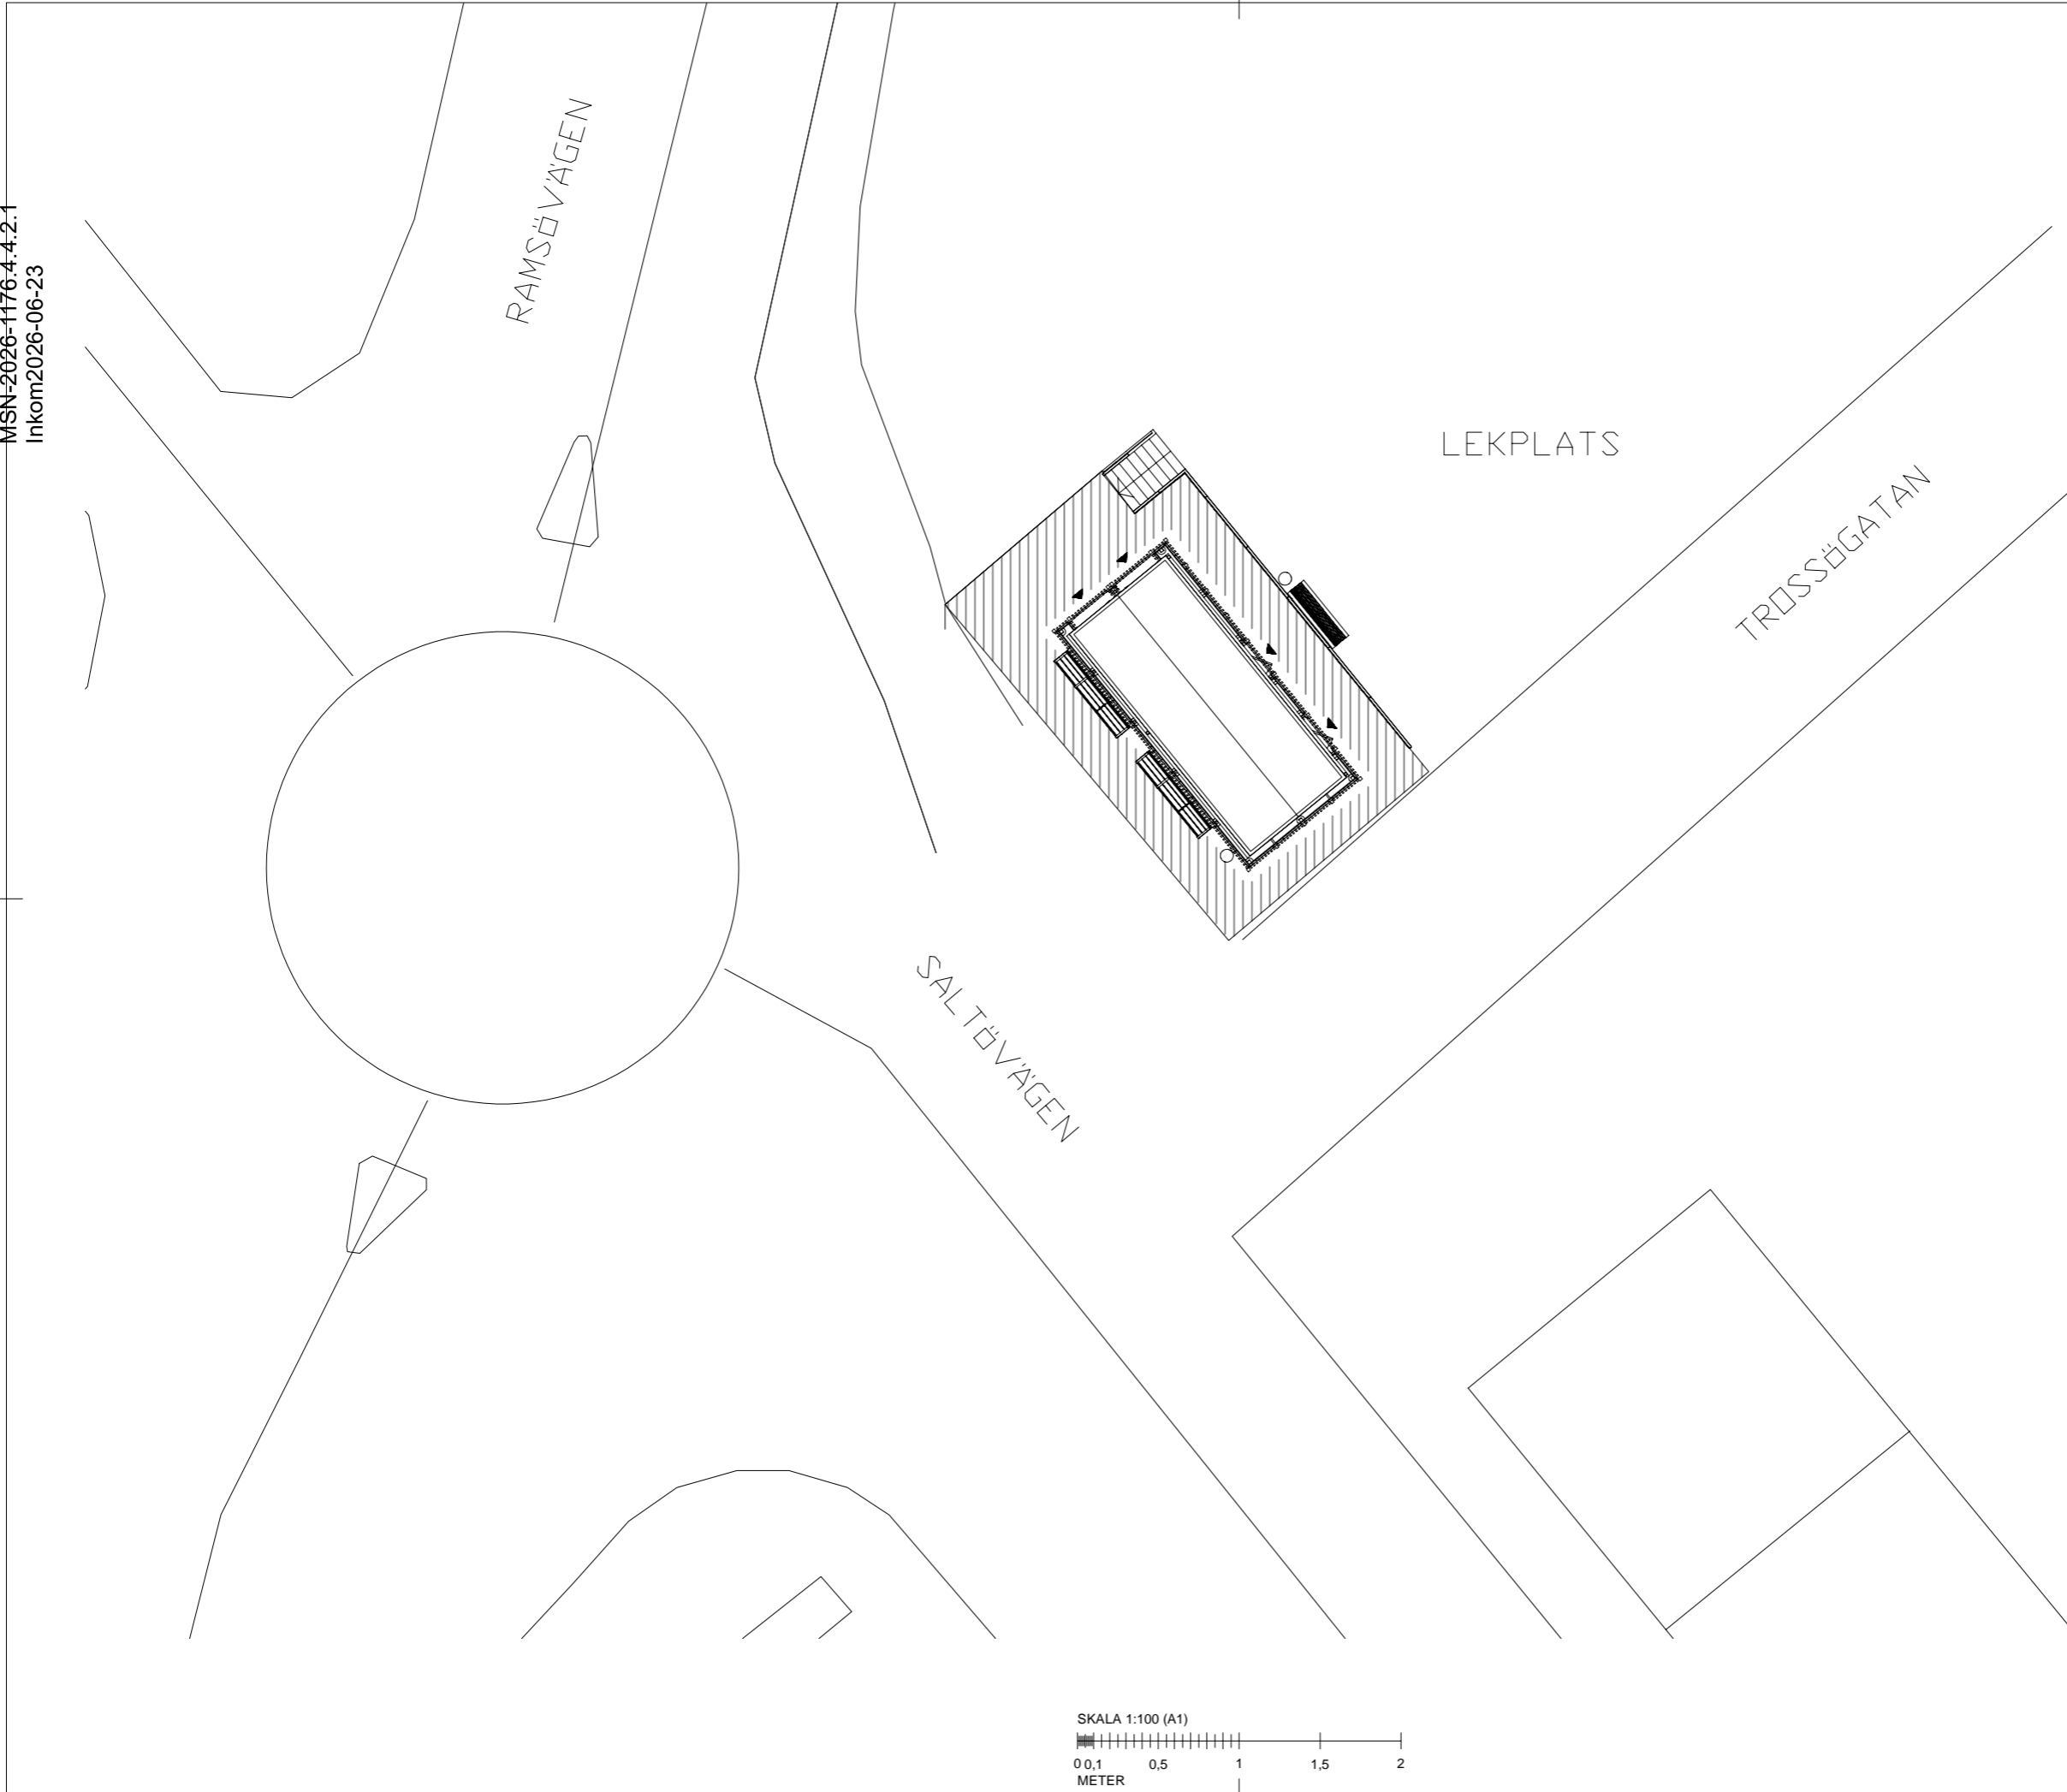 MSN-2026-1176.4.4.2.1
Inkom2026-06-23
RAMSÖVÄGEN
LEKPLATS
TROSSÖGATAN
SALTÖVÄGEN
SKALA 1:100 (A1)
0 0,1 0,5 1 1,5 2
METER